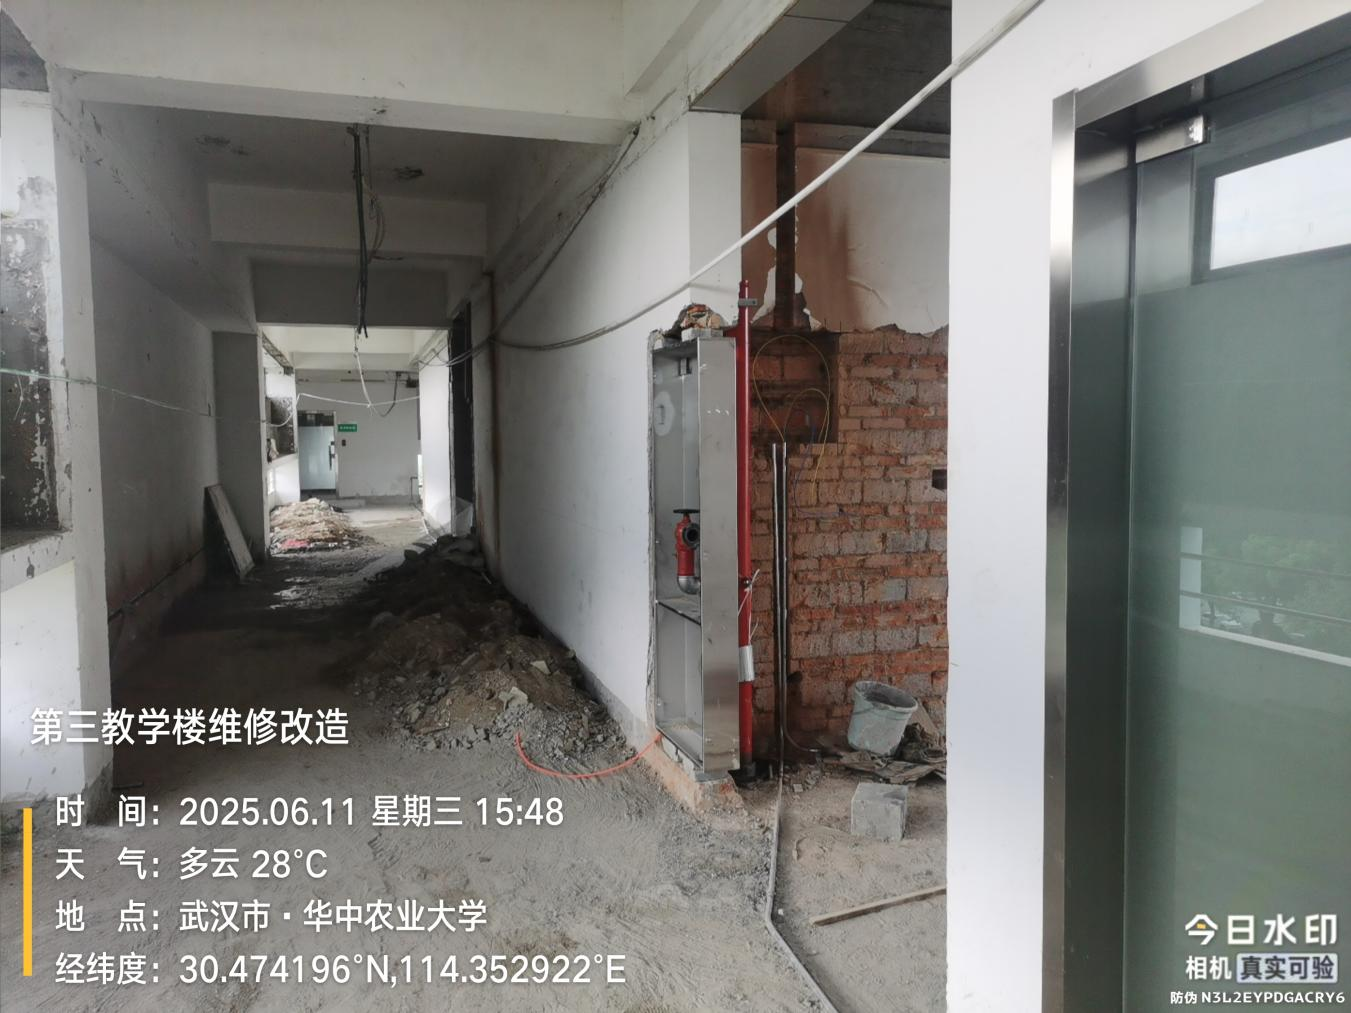 第三教学楼维修改造
时 间：2025.06.11 星期三 15:48
天 气：多云 28°C
地 点：武汉市·华中农业大学
经纬度：30.474196°N,114.352922°E
今日水印
相机 真实可验
防伪 N3L2EYPDGACRY6